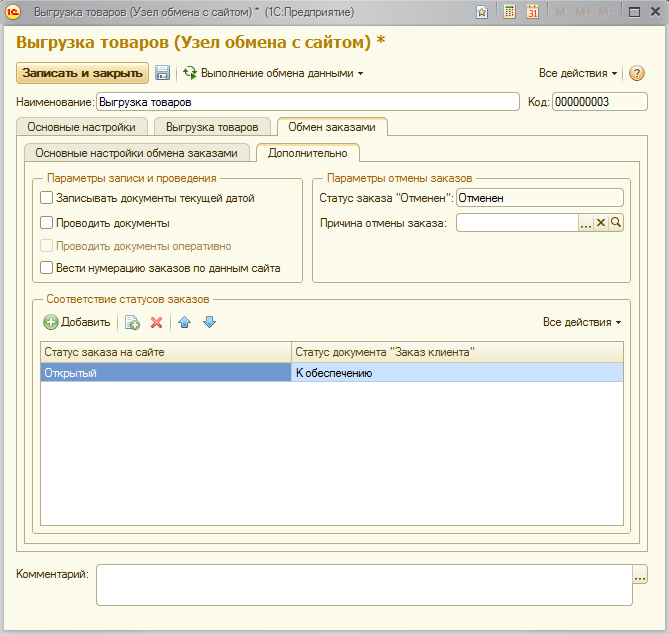 Выгрузка товаров (Узел обмена с сайтом) * (1С:Предприятие)
31 M M+ M-
Выгрузка товаров (Узел обмена с сайтом) *
Записать и закрыть Выполнение обмена данными Все действия ?
Наименование: Выгрузка товаров Код: 000000003
Основные настройки Выгрузка товаров Обмен заказами
Основные настройки обмена заказами Дополнительно
Параметры записи и проведения Параметры отмены заказов
Записывать документы текущей датой Статус заказа "Отменен": Отменен
Проводить документы Причина отмены заказа: ...
Проводить документы оперативно
Вести нумерацию заказов по данным сайта
Соответствие статусов заказов
Добавить Все действия
Статус заказа на сайте Статус документа "Заказ клиента"
Открытый К обеспечению
Комментарий: ...